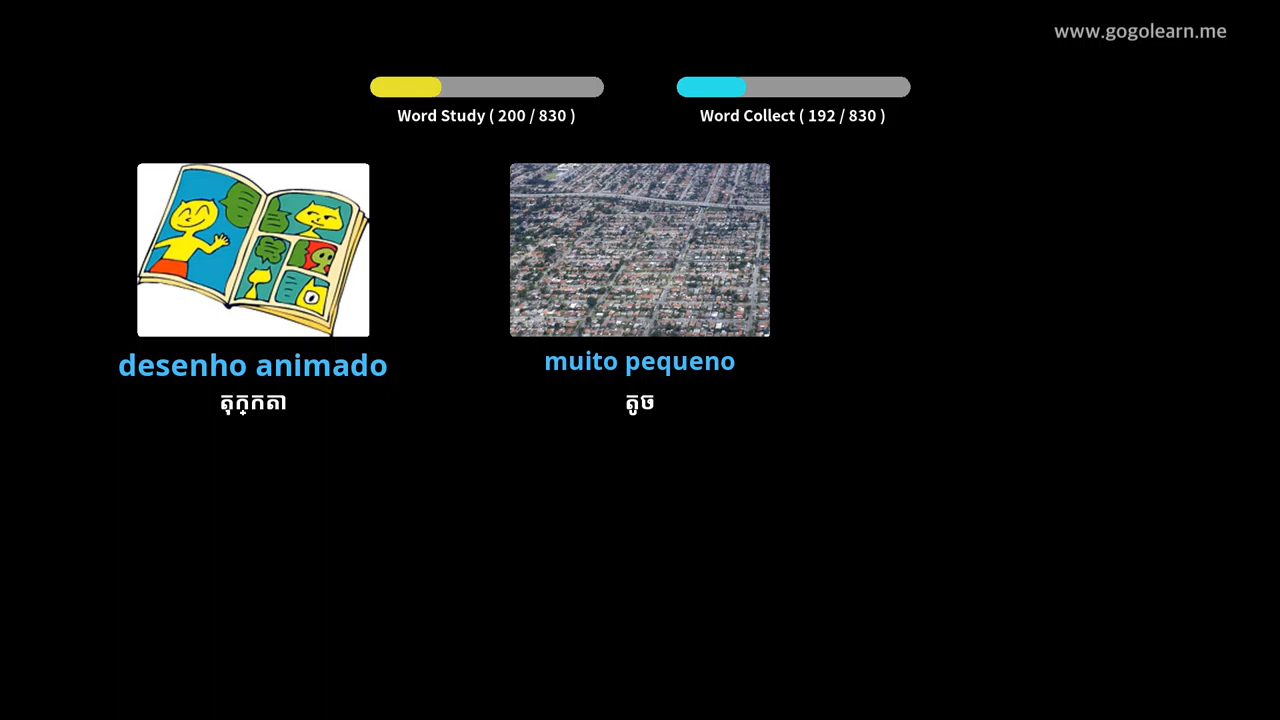 www.gogolearn.me
Word Study ( 200 / 830 )
Word Collect ( 192 / 830 )
desenho animado
muito pequeno
តុក្កតា
តូច